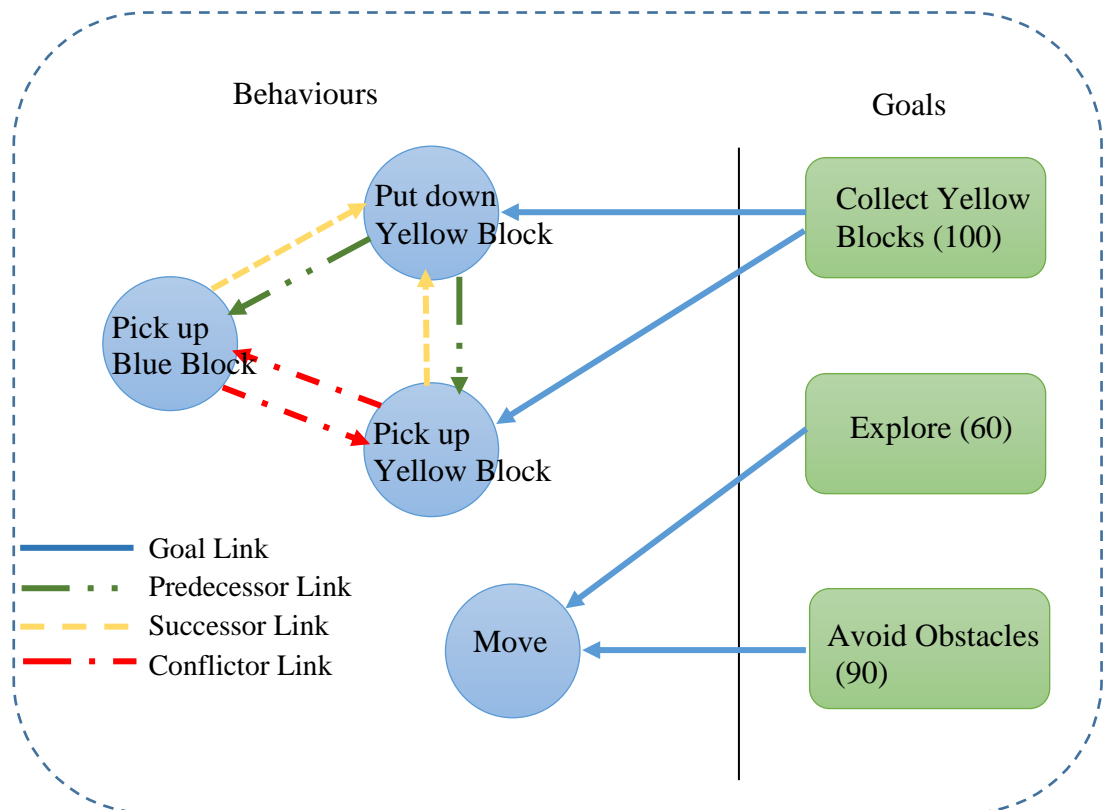 Behaviours
Goals
Put down
Yellow Block
Collect Yellow
Blocks (100)
Pick up
Blue Block
Pick up
Yellow Block
Explore (60)
Goal Link
Predecessor Link
Successor Link
Conflictor Link
Move
Avoid Obstacles
(90)